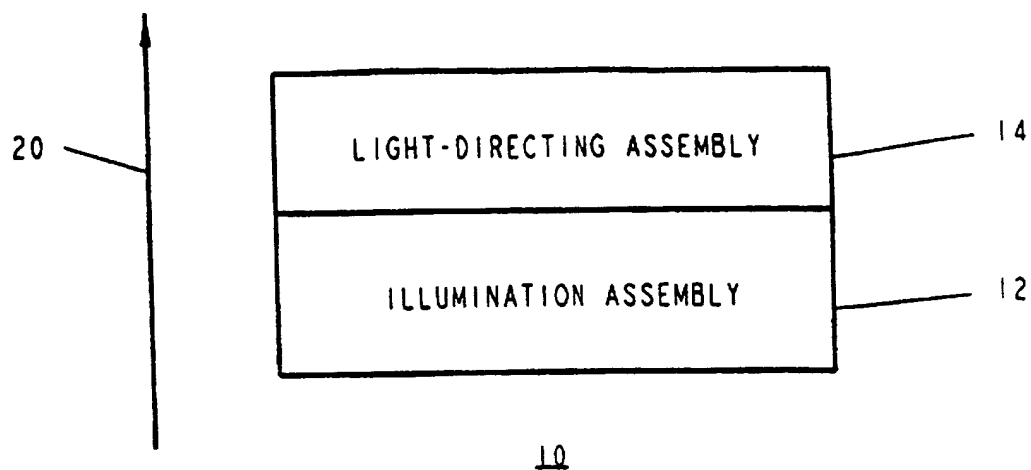 20
LIGHT-DIRECTING ASSEMBLY
14
ILLUMINATION ASSEMBLY
12
10